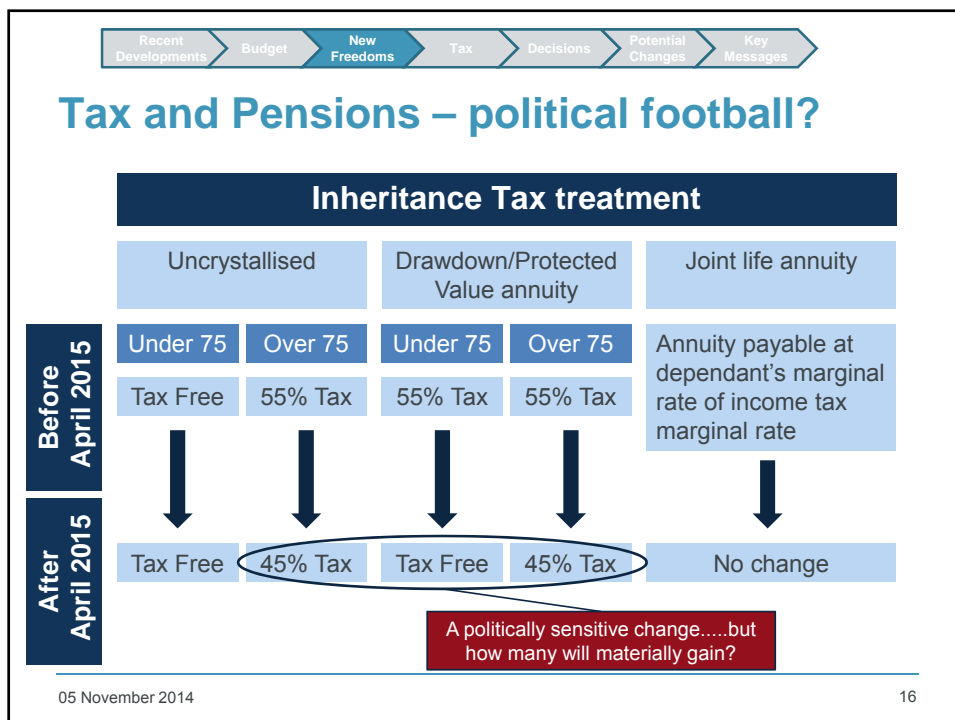 Recent
Developments
Budget
New
Freedoms
Tax
Decisions
Potential
Changes
Key
Messages
Tax and Pensions – political football?
Inheritance Tax treatment
Uncrystallised
Drawdown/Protected
Value annuity
Joint life annuity
Before
April 2015
Under 75
Over 75
Under 75
Over 75
Tax Free
55% Tax
55% Tax
55% Tax
Annuity payable at
dependant’s marginal
rate of income tax
marginal rate
After
April 2015
Tax Free
45% Tax
Tax Free
45% Tax
No change
A politically sensitive change.....but
how many will materially gain?
05 November 2014
16